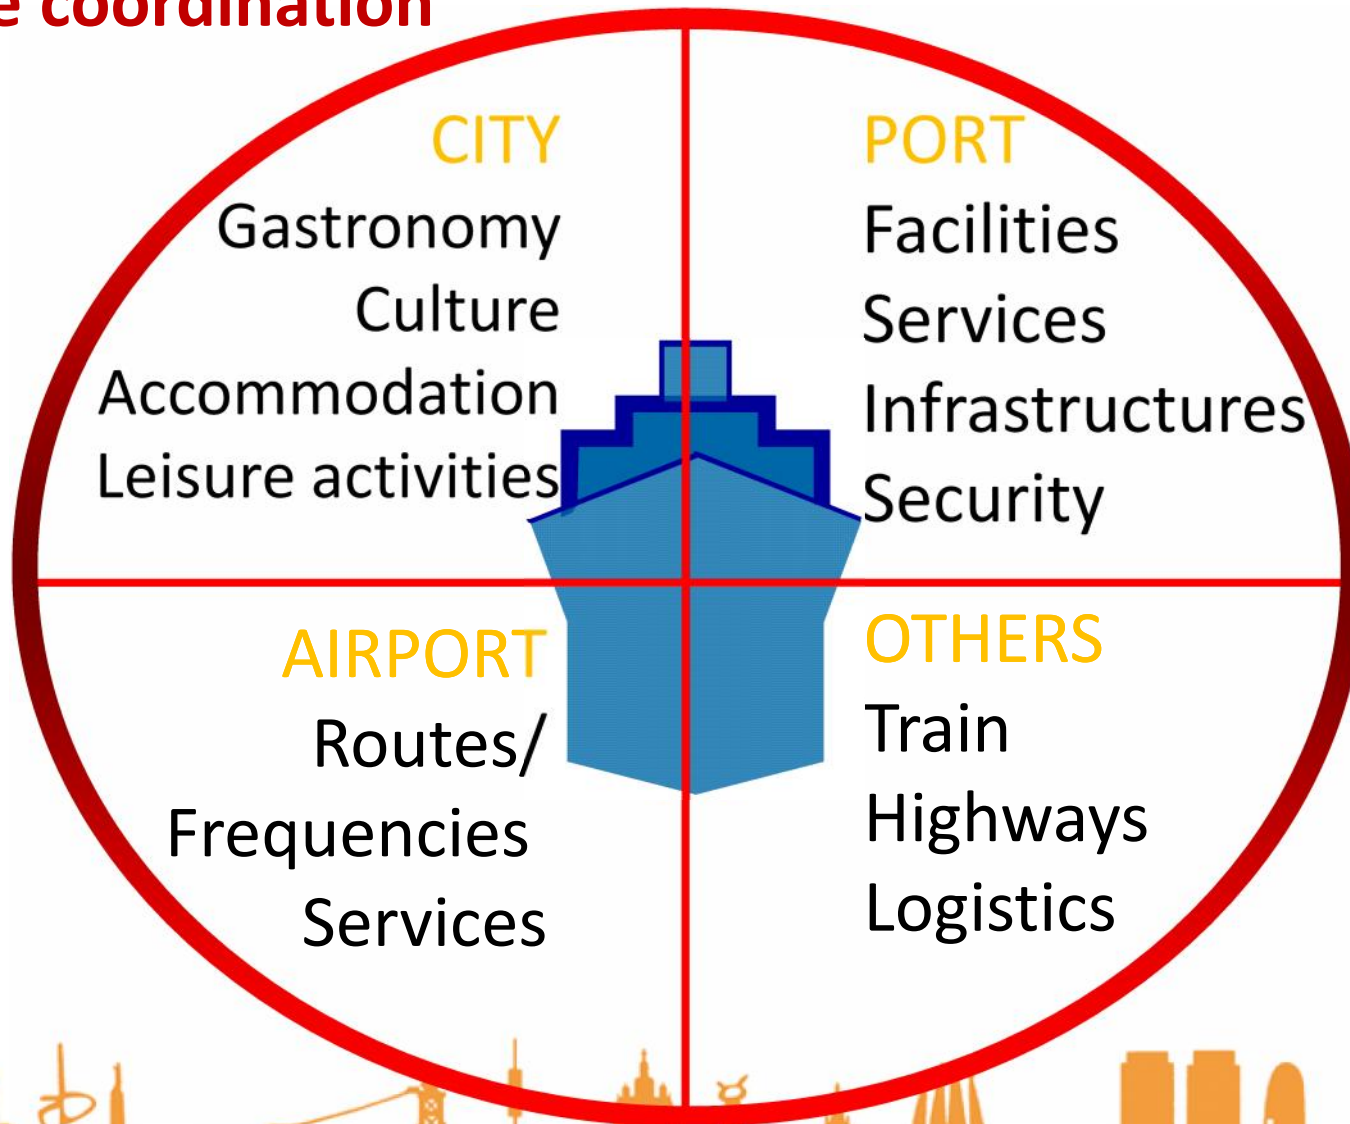 coordination
CITY
Gastronomy
Culture
Accommodation
Leisure activities
PORT
Facilities
Services
Infrastructures
Security
AIRPORT
Routes/
Frequencies
Services
OTHERS
Train
Highways
Logistics